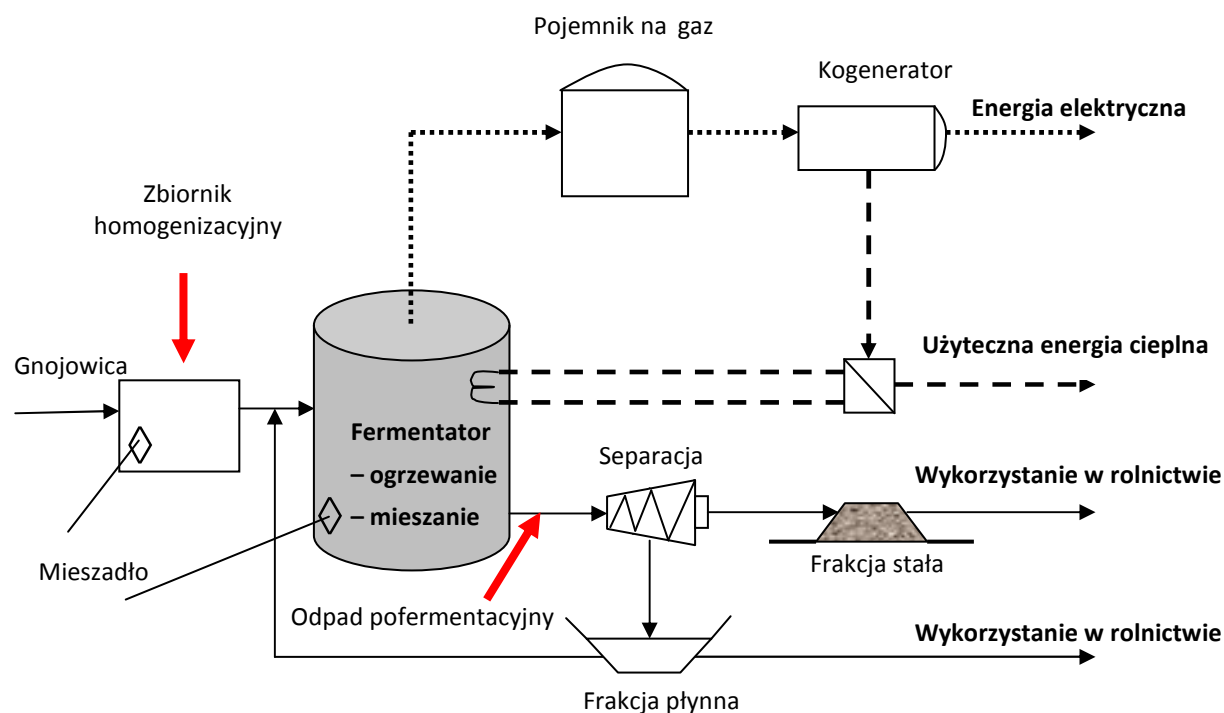 Pojemnik na gaz
Kogenerator
Energia elektryczna
Zbiornik
homogenizacyjny
Gnojowica
Użyteczna energia cieplna
Fermentator
– ogrzewanie
– mieszanie
Separacja
Wykorzystanie w rolnictwie
Mieszadło
Frakcja stała
Odpad pofermentacyjny
Wykorzystanie w rolnictwie
Frakcja płynna